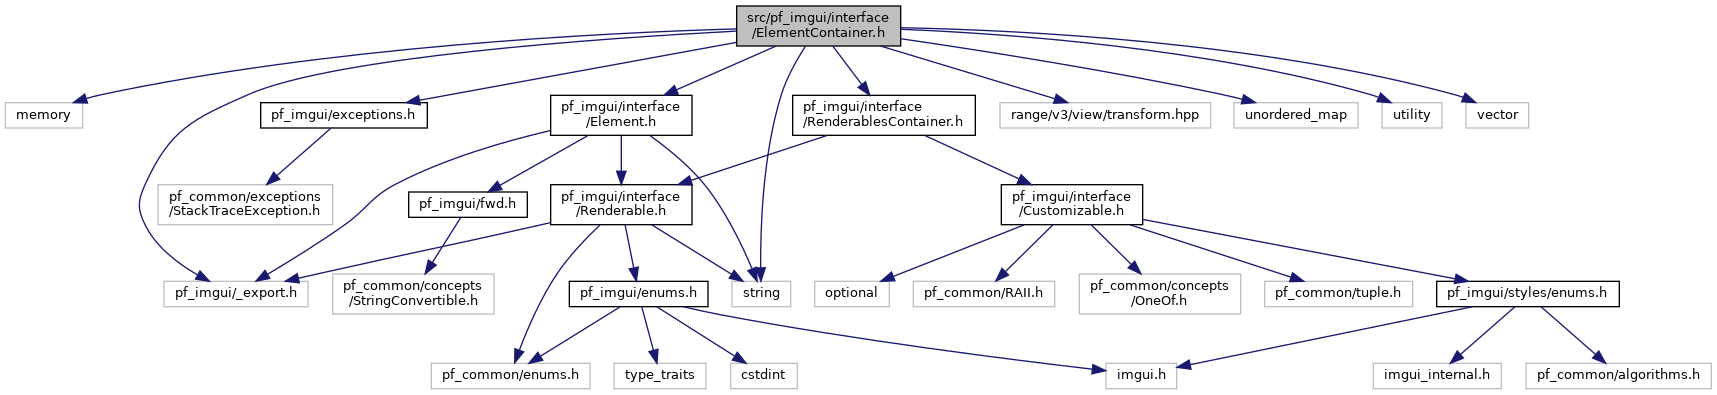 src/pf_imgui/interface
/ElementContainer.h
memory
pf_imgui/exceptions.h
pf_imgui/interface
/Element.h
pf_imgui/interface
/RenderablesContainer.h
range/v3/view/transform.hpp
unordered_map
utility
vector
pf_common/exceptions
/StackTraceException.h
pf_imgui/fwd.h
pf_imgui/interface
/Renderable.h
pf_imgui/interface
/Customizable.h
pf_imgui/_export.h
pf_common/concepts
/StringConvertible.h
pf_imgui/enums.h
string
optional
pf_common/RAII.h
pf_common/concepts
/OneOf.h
pf_common/tuple.h
pf_imgui/styles/enums.h
pf_common/enums.h
type_traits
cstdint
imgui.h
imgui_internal.h
pf_common/algorithms.h